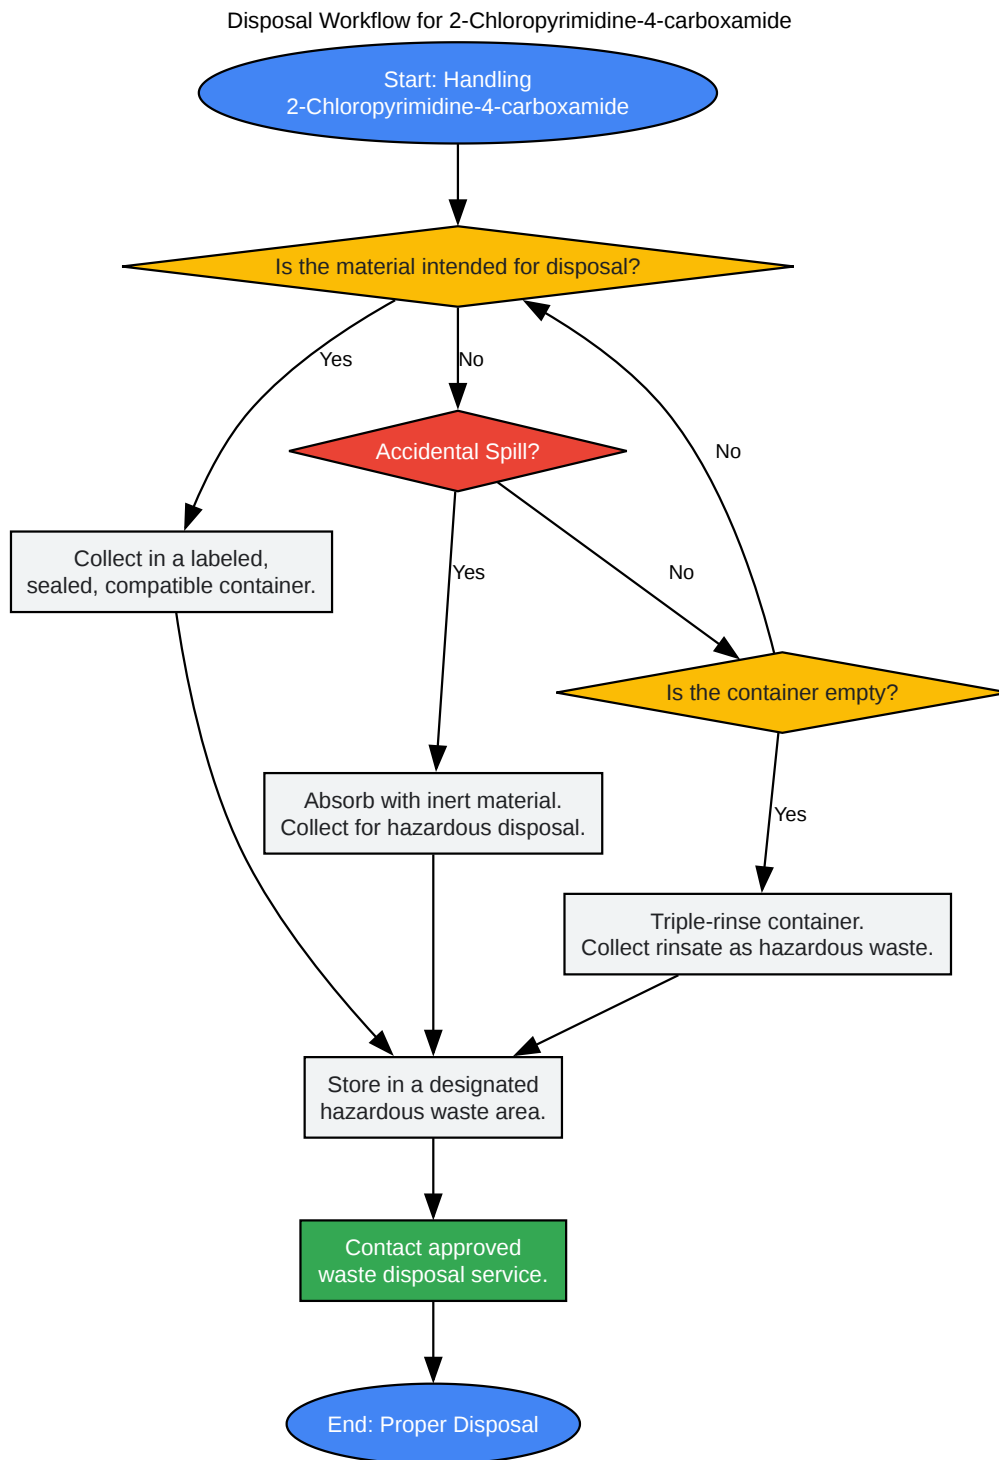 Disposal Workflow for 2-Chloropyrimidine-4-carboxamide
Start: Handling
2-Chloropyrimidine-4-carboxamide
Is the material intended for disposal?
Yes
No
Accidental Spill?
No
Collect in a labeled,
sealed, compatible container.
Yes
No
Is the container empty?
Absorb with inert material.
Collect for hazardous disposal.
Yes
Triple-rinse container.
Collect rinsate as hazardous waste.
Store in a designated
hazardous waste area.
Contact approved
waste disposal service.
End: Proper Disposal